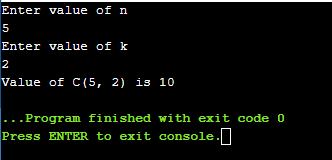 Enter value of n
5
Enter value of k
2
Value of C(5, 2) is 10
...Program finished with exit code 0
Press ENTER to exit console.